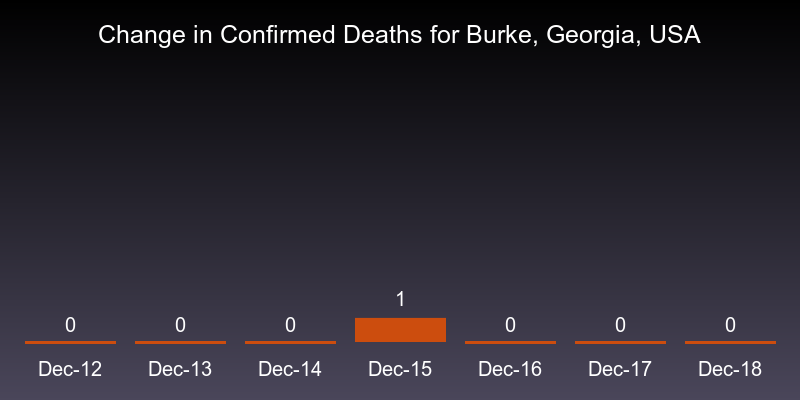 Change in Confirmed Deaths for Burke, Georgia, USA
1
0 0 0 0 0 0
Dec-12 Dec-13 Dec-14 Dec-15 Dec-16 Dec-17 Dec-18